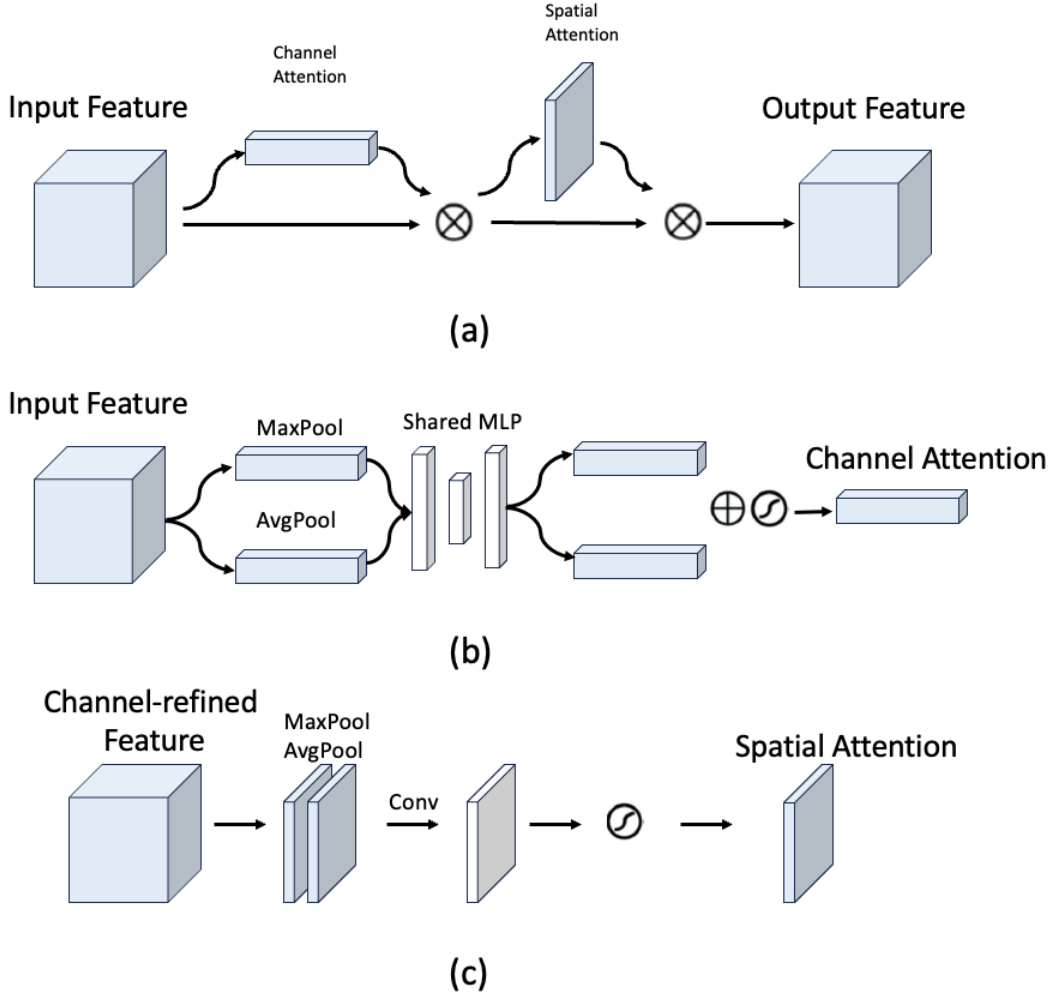 Spatial
Attention
Channel
Attention
Input Feature
Output Feature
(a)
Input Feature
MaxPool
Shared MLP
Channel Attention
AvgPool
(b)
Channel-refined
Feature
MaxPool
AvgPool
Spatial Attention
Conv
(c)